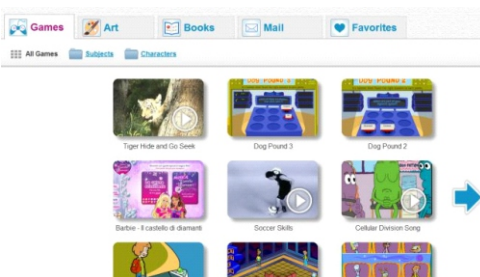 Games Art Books Mail Favorites
All Games Subjects Characters
DOG POUND 3
DOG POUND 2
Tiger Hide and Go Seek Dog Pound 3 Dog Pound 2
Barbie - Il castello di diamanti Soccer Skills Cellular Division Song